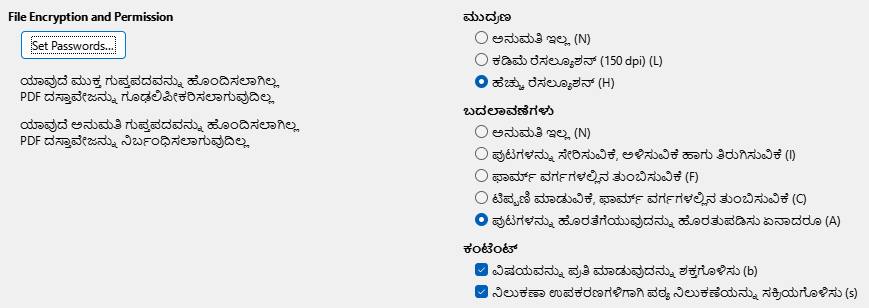 File Encryption and Permission
Set Passwords...
ಯಾವುದೆ ಮುಕ್ತ ಗುಪ್ತಪದವನ್ನು ಹೊಂದಿಸಲಾಗಿಲ್ಲ
PDF ದಸ್ತಾವೇಜನ್ನು ಗೂಢಲಿಪೀಕರಿಸಲಾಗುವುದಿಲ್ಲ
ಯಾವುದೆ ಅನುಮತಿ ಗುಪ್ತಪದವನ್ನು ಹೊಂದಿಸಲಾಗಿಲ್ಲ
PDF ದಸ್ತಾವೇಜನ್ನು ನಿರ್ಬಂಧಿಸಲಾಗುವುದಿಲ್ಲ
ಮುದ್ರಣ
ಅನುಮತಿ ಇಲ್ಲ (N)
ಕಡಿಮೆ ರೆಸಲ್ಯೂಶನ್ (150 dpi) (L)
ಹೆಚ್ಚು ರೆಸಲ್ಯೂಶನ್ (H)
ಬದಲಾವಣೆಗಳು
ಅನುಮತಿ ಇಲ್ಲ (N)
ಪುಟಗಳನ್ನು ಸೇರಿಸುವಿಕೆ, ಅಳಿಸುವಿಕೆ ಹಾಗು ತಿರುಗಿಸುವಿಕೆ (I)
ಫಾರ್ಮ್ ವರ್ಗಗಳಲ್ಲಿನ ತುಂಬಿಸುವಿಕೆ (F)
ಟಿಪ್ಪಣಿ ಮಾಡುವಿಕೆ, ಫಾರ್ಮ್ ವರ್ಗಗಳಲ್ಲಿನ ತುಂಬಿಸುವಿಕೆ (C)
ಪುಟಗಳನ್ನು ಹೊರತೆಗೆಯುವುದನ್ನು ಹೊರತುಪಡಿಸು ಏನಾದರೂ (A)
ಕಂಟೆಂಟ್
ವಿಷಯವನ್ನು ಪ್ರತಿ ಮಾಡುವುದನ್ನು ಶಕ್ತಗೊಳಿಸು (b)
ನಿಲುಕಣಾ ಉಪಕರಣಗಳಿಗಾಗಿ ಪಠ್ಯ ನಿಲುಕಣೆಯನ್ನು ಸಕ್ರಿಯಗೊಳಿಸು (s)